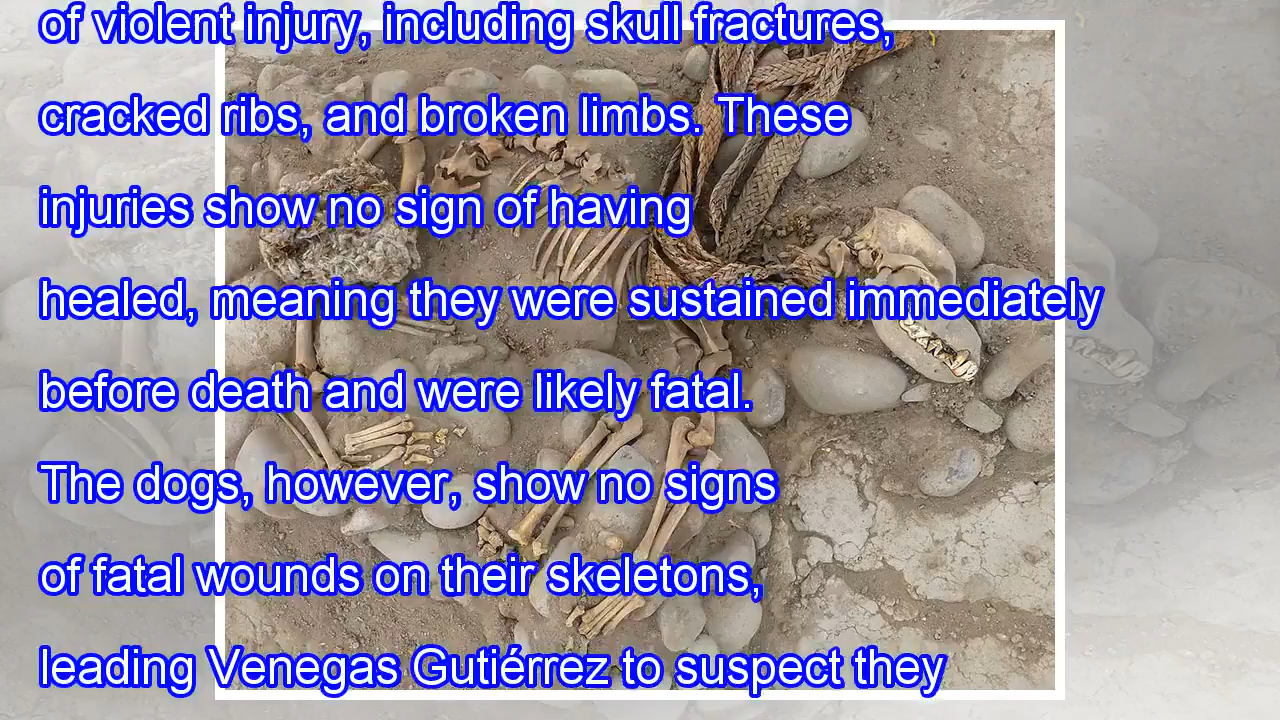 of violent injury, including skull fractures,
cracked ribs, and broken limbs. These
injuries show no sign of having
healed, meaning they were sustained immediately
before death and were likely fatal.
The dogs, however, show no signs
of fatal wounds on their skeletons,
leading Venegas Gutiérrez to suspect they